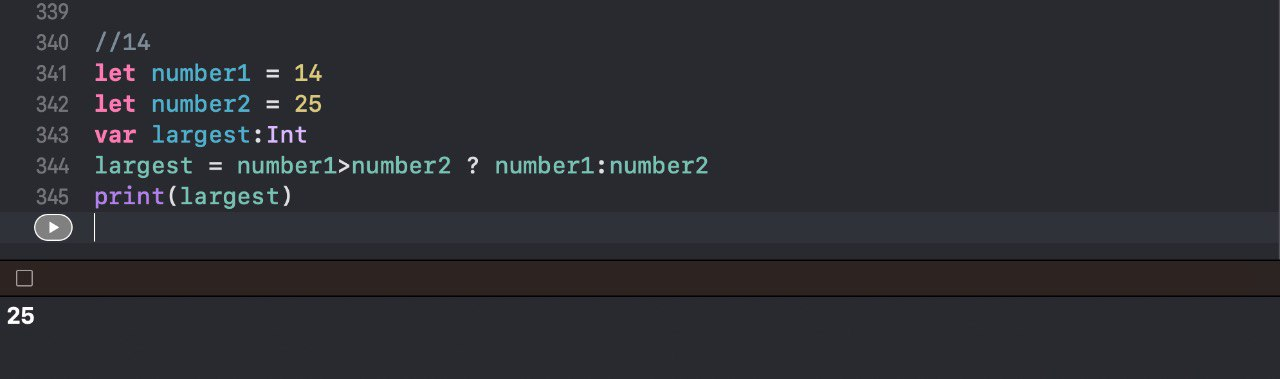 339
340 //14
341 let number1 = 14
342 let number2 = 25
343 var largest:Int
344 largest = number1>number2 ? number1:number2
345 print(largest)
25